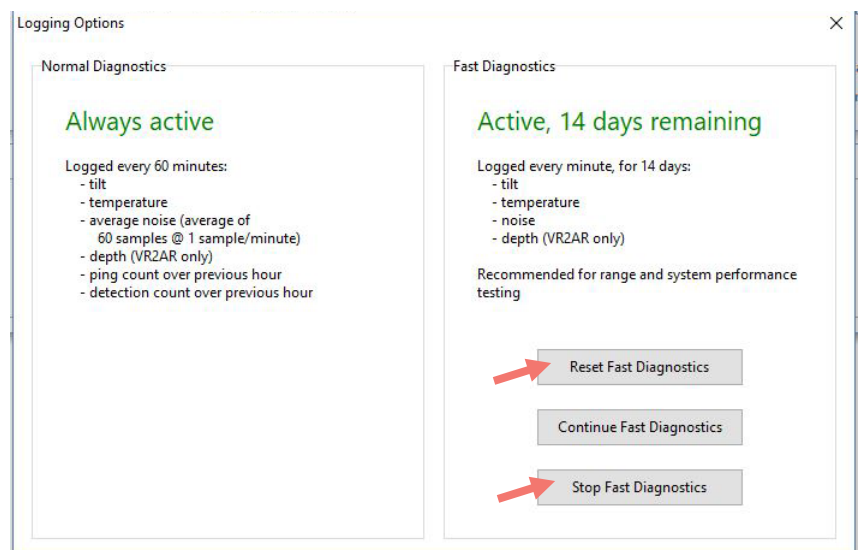 Logging Options
Normal Diagnostics
Always active
Logged every 60 minutes:
- tilt
- temperature
- average noise (average of
60 samples @ 1 sample/minute)
- depth (VR2AR only)
- ping count over previous hour
- detection count over previous hour
Fast Diagnostics
Active, 14 days remaining
Logged every minute, for 14 days:
- tilt
- temperature
- noise
- depth (VR2AR only)
Recommended for range and system performance
testing
Reset Fast Diagnostics
Continue Fast Diagnostics
Stop Fast Diagnostics